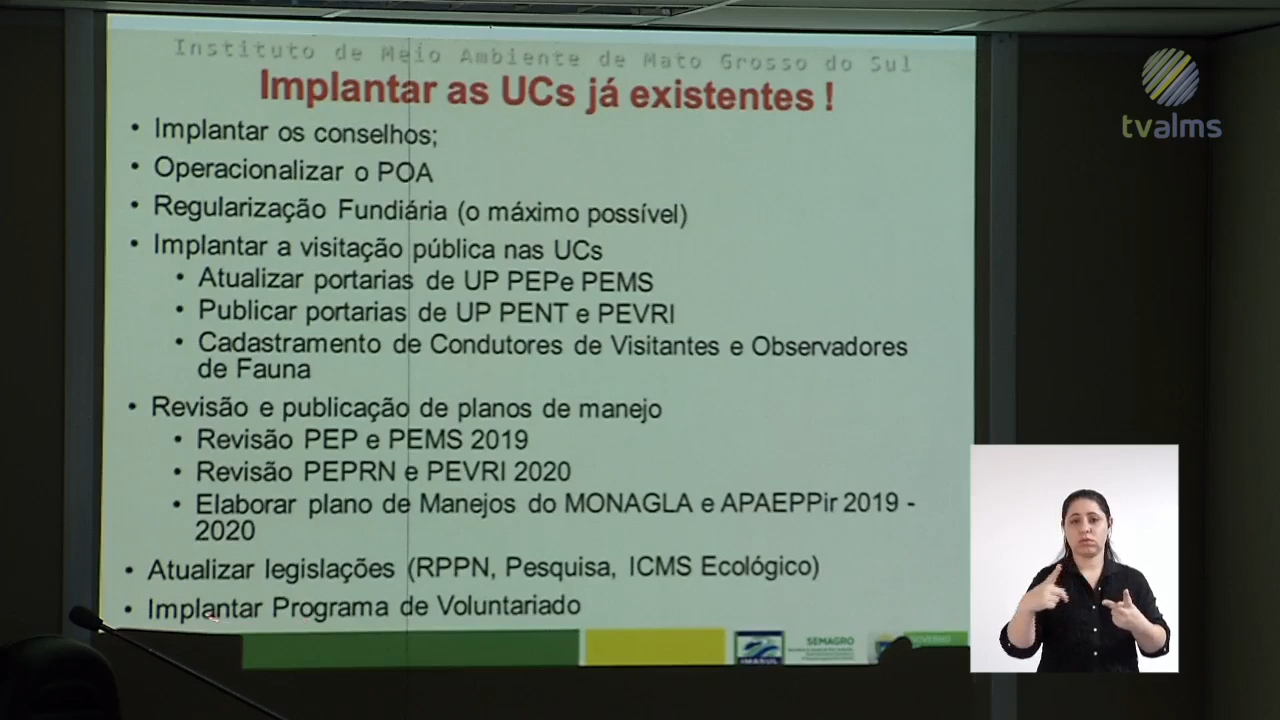 Instituto de Meio Ambiente de Mato Grosso do Sul
Implantar as UCs já existentes !
tvalms
• Implantar os conselhos;
• Operacionalizar o POA
• Regularização Fundiária (o máximo possível)
• Implantar a visitação pública nas UCs
• Atualizar portarias de UP PEPe PEMS
• Publicar portarias de UP PENT e PEVRI
• Cadastramento de Condutores de Visitantes e Observadores
de Fauna
• Revisão e publicação de planos de manejo
• Revisão PEP e PEMS 2019
• Revisão PEPRN e PEVRI 2020
• Elaborar plano de Manejos do MONAGLA e APAEPPir 2019 -
2020
• Atualizar legislações (RPPN, Pesquisa, ICMS Ecológico)
• Implantar Programa de Voluntariado
IMASUL
SEMAGRO